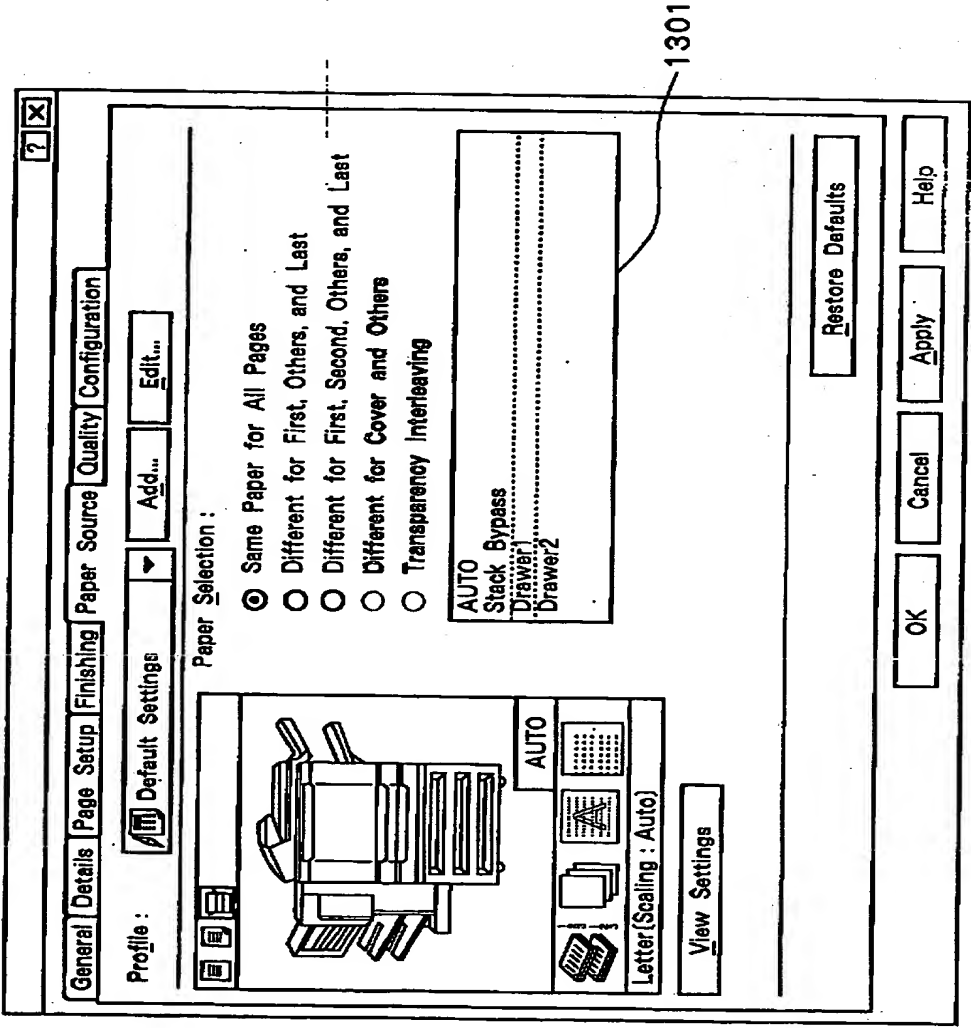 ? X
General Details Page Setup Finishing Paper Source Quality Configuration
Profile : Default Settings Add... Edit...
Paper Selection :
Same Paper for All Pages
Different for First, Others, and Last
Different for First, Second, Others, and Last
Different for Cover and Others
Transparency Interleaving
AUTO
Stack Bypass
Drawer1
Drawer2
1301
AUTO
A
Letter(Scaling : Auto)
View Settings
Restore Defaults
OK Cancel Apply Help